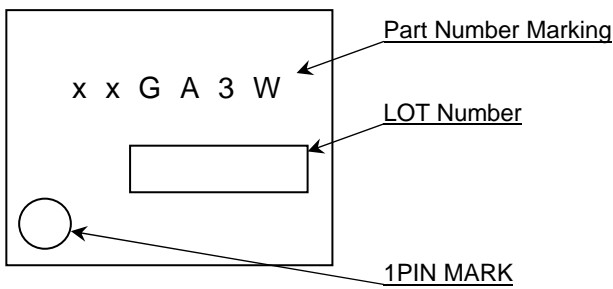 Part Number Marking
x x G A 3 W
LOT Number
1PIN MARK